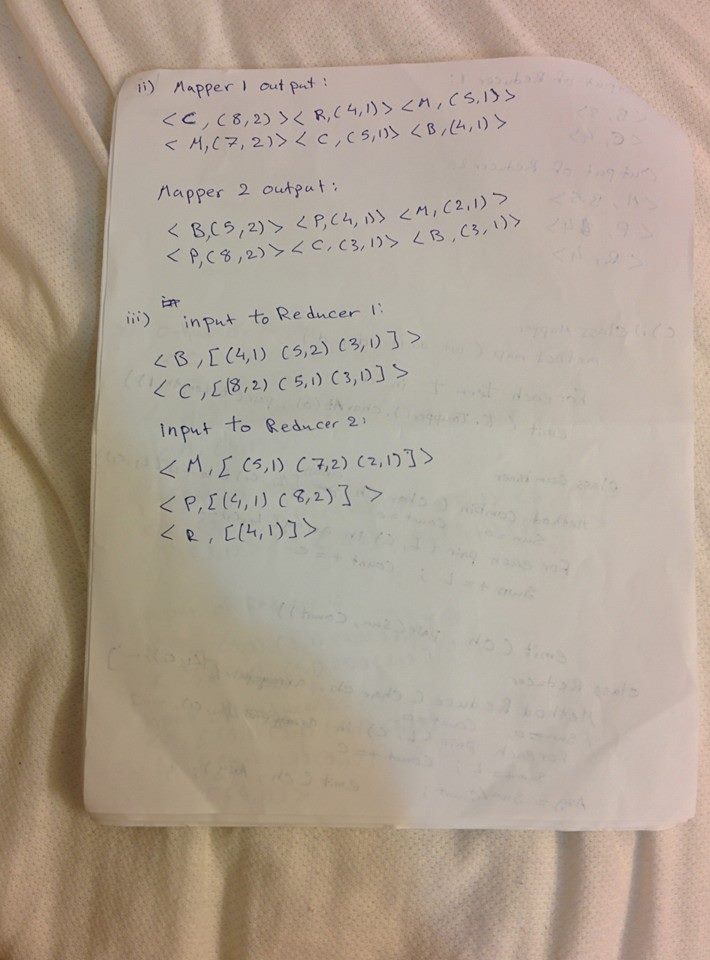 ii) Mapper 1 output:
<C, (8,2)> <R,(4,1)> <M, (5,1)>
<M,(7,2)> <C, (5,1)> <B,(4,1)>
Mapper 2 output:
<B,(5,2)> <P,(4,1)> <M,(2,1)>
<P,(8,2)> <C,(3,1)> <B,(3,1)>
iii) input to Reducer 1:
<B, [(4,1) (5,2) (3,1)]>
<C, [(8,2) (5,1) (3,1)]>
input to Reducer 2:
<M, [(5,1) (7,2) (2,1)]>
<P, [(4,1) (8,2)]>
<R, [(4,1)]>